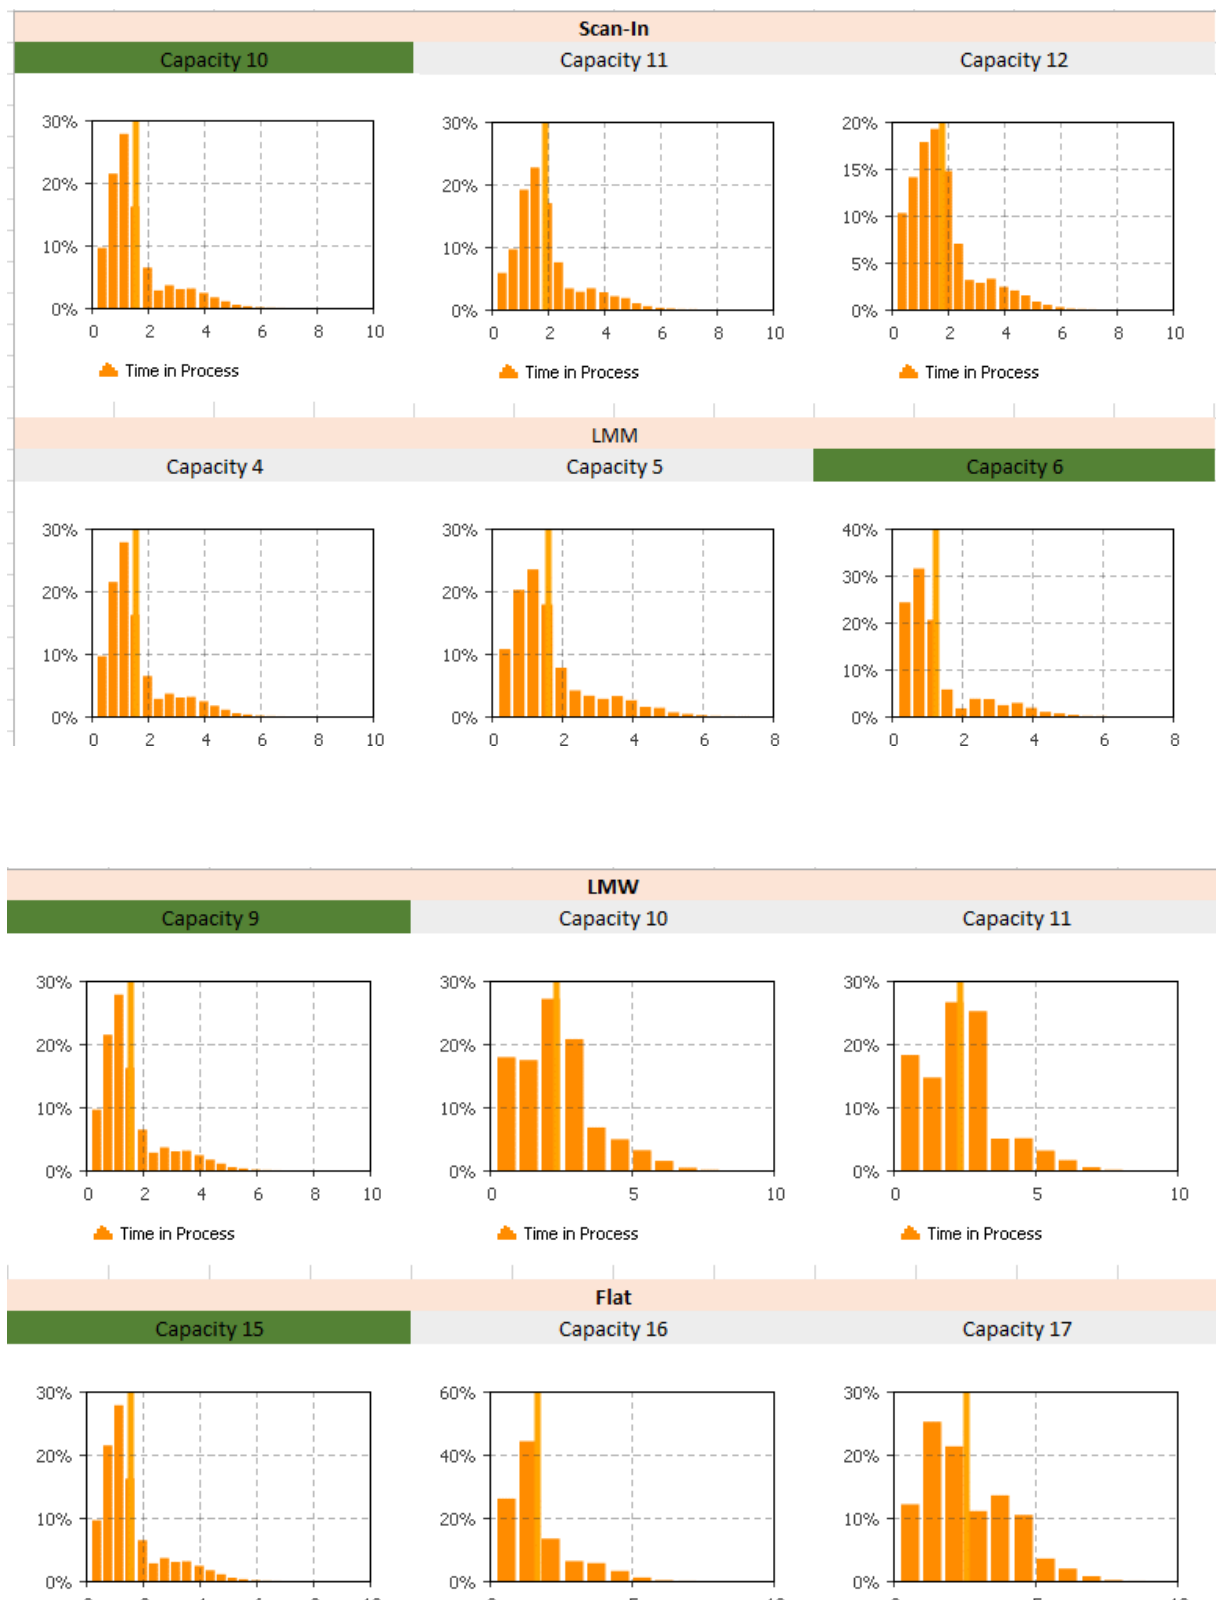 Scan-In
Capacity 10 Capacity 11 Capacity 12
30% 30% 20%
20% 20% 15%
10% 10% 10%
5%
0% 0% 0%
0 2 4 6 8 10 0 2 4 6 8 10 0 2 4 6 8 10
Time in Process Time in Process Time in Process
LMM
Capacity 4 Capacity 5 Capacity 6
30% 30% 40%
30%
20% 20% 20%
10% 10% 10%
0% 0% 0%
0 2 4 6 8 10 0 2 4 6 8 0 2 4 6 8
LMW
Capacity 9 Capacity 10 Capacity 11
30% 30% 30%
20% 20% 20%
10% 10% 10%
0% 0% 0%
0 2 4 6 8 10 0 5 10 0 5 10
Time in Process Time in Process Time in Process
Flat
Capacity 15 Capacity 16 Capacity 17
30% 60% 30%
20% 40% 20%
10% 20% 10%
0% 0% 0%